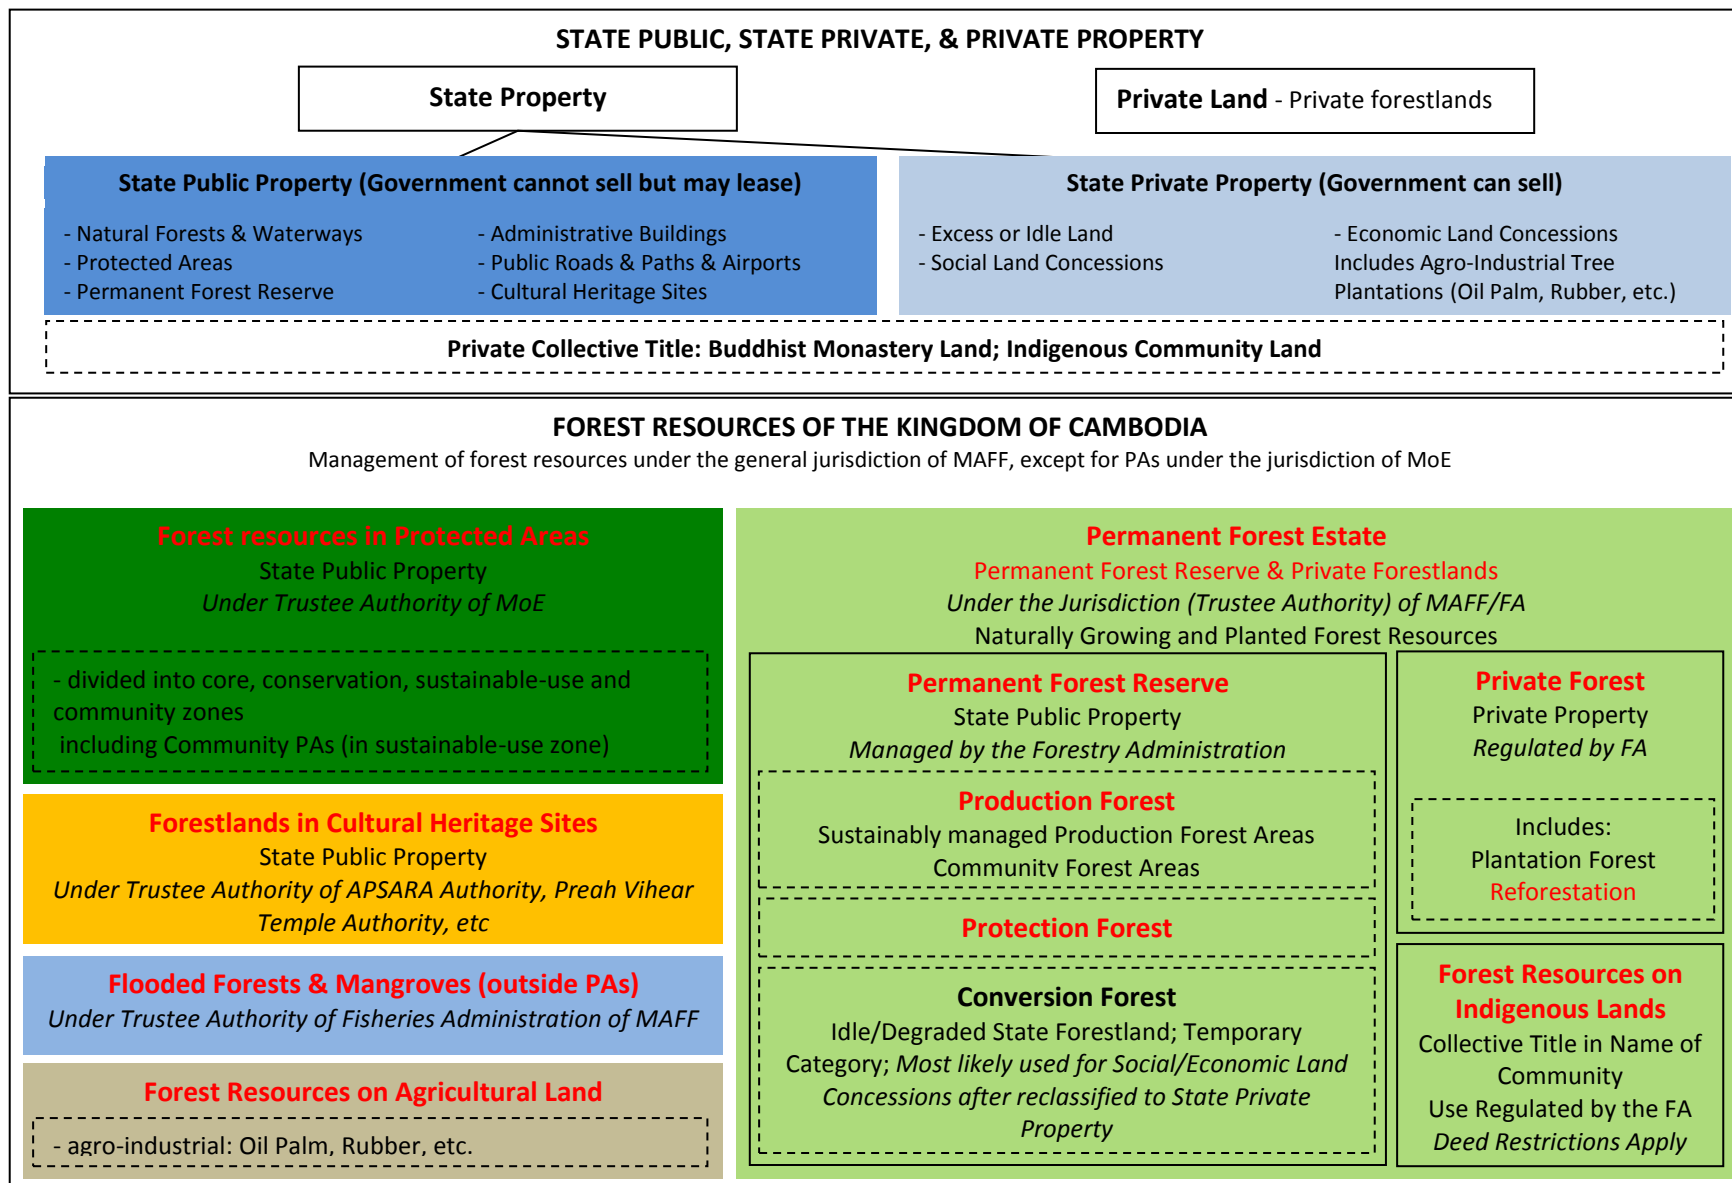 STATE PUBLIC, STATE PRIVATE, & PRIVATE PROPERTY
State Property
Private Land - Private forestlands
State Public Property (Government cannot sell but may lease)
- Natural Forests & Waterways
- Protected Areas
- Permanent Forest Reserve
- Administrative Buildings
- Public Roads & Paths & Airports
- Cultural Heritage Sites
State Private Property (Government can sell)
- Excess or Idle Land
- Social Land Concessions
- Economic Land Concessions
Includes Agro-Industrial Tree
Plantations (Oil Palm, Rubber, etc.)
Private Collective Title: Buddhist Monastery Land; Indigenous Community Land
FOREST RESOURCES OF THE KINGDOM OF CAMBODIA
Management of forest resources under the general jurisdiction of MAFF, except for PAs under the jurisdiction of MoE
Forest resources in Protected Areas
State Public Property
Under Trustee Authority of MoE
- divided into core, conservation, sustainable-use and
community zones
including Community PAs (in sustainable-use zone)
Forestlands in Cultural Heritage Sites
State Public Property
Under Trustee Authority of APSARA Authority, Preah Vihear
Temple Authority, etc
Flooded Forests & Mangroves (outside PAs)
Under Trustee Authority of Fisheries Administration of MAFF
Forest Resources on Agricultural Land
- agro-industrial: Oil Palm, Rubber, etc.
Permanent Forest Estate
Permanent Forest Reserve & Private Forestlands
Under the Jurisdiction (Trustee Authority) of MAFF/FA
Naturally Growing and Planted Forest Resources
Permanent Forest Reserve
State Public Property
Managed by the Forestry Administration
Production Forest
Sustainably managed Production Forest Areas
Community Forest Areas
Protection Forest
Conversion Forest
Idle/Degraded State Forestland; Temporary
Category; Most likely used for Social/Economic Land
Concessions after reclassified to State Private
Property
Private Forest
Private Property
Regulated by FA
Includes:
Plantation Forest
Reforestation
Forest Resources on
Indigenous Lands
Collective Title in Name of
Community
Use Regulated by the FA
Deed Restrictions Apply